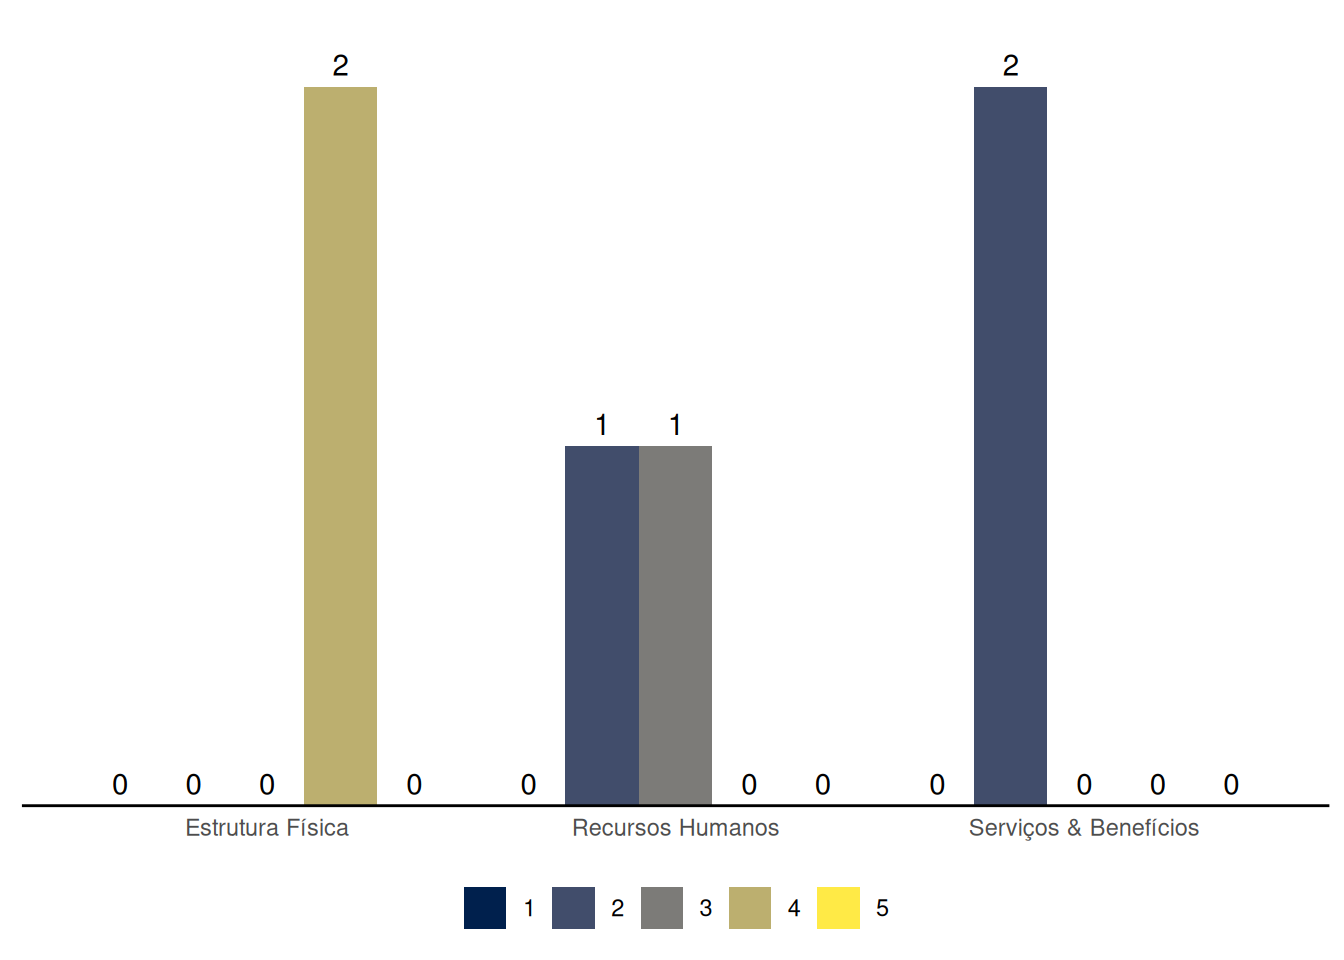 2 2
1 1
0 0 0 0 0 0 0 0 0 0 0
Estrutura Física Recursos Humanos Serviços & Benefícios
1 2 3 4 5